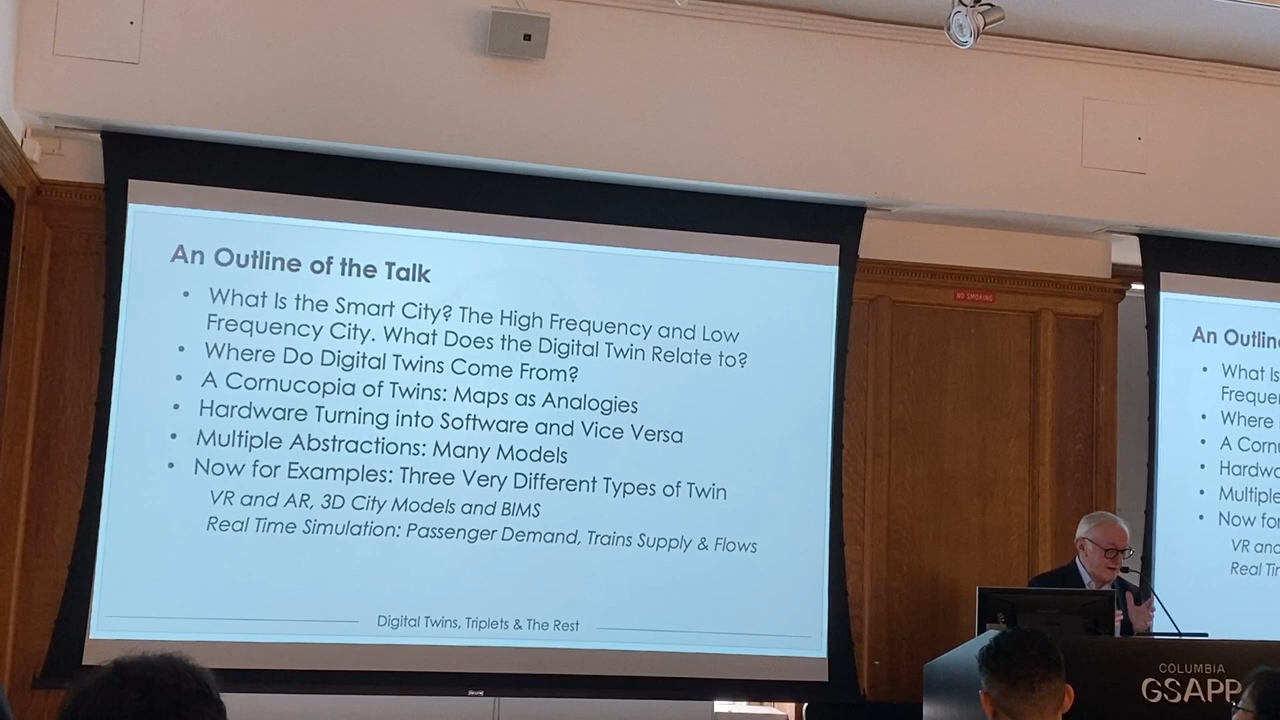 An Outline of the Talk
• What Is the Smart City? The High Frequency and Low
Frequency City. What Does the Digital Twin Relate to?
• Where Do Digital Twins Come From?
• A Cornucopia of Twins: Maps as Analogies
• Hardware Turning into Software and Vice Versa
• Multiple Abstractions: Many Models
• Now for Examples: Three Very Different Types of Twin
VR and AR, 3D City Models and BIMS
Real Time Simulation: Passenger Demand, Trains Supply & Flows
Digital Twins, Triplets & The Rest
NO SMOKING
An Outline
• What Is
Frequen
• Where
• A Corn
• Hardwa
• Multiple
• Now for
VR and
Real Tim
COLUMBIA
GSAPP